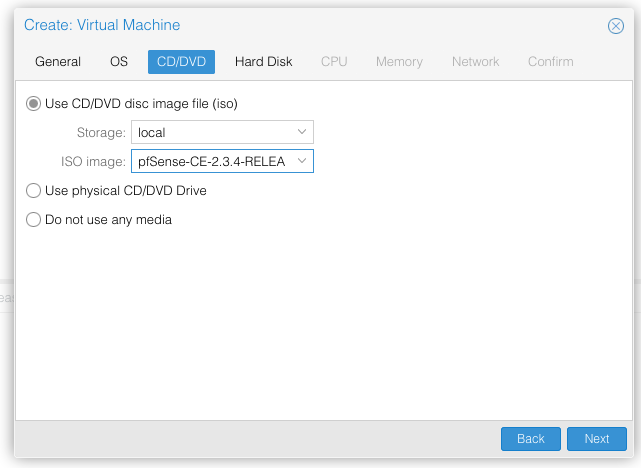 Create: Virtual Machine
General OS CD/DVD Hard Disk CPU Memory Network Confirm
Use CD/DVD disc image file (iso)
Storage: local
ISO image: pfSense-CE-2.3.4-RELEA
Use physical CD/DVD Drive
Do not use any media
Back Next